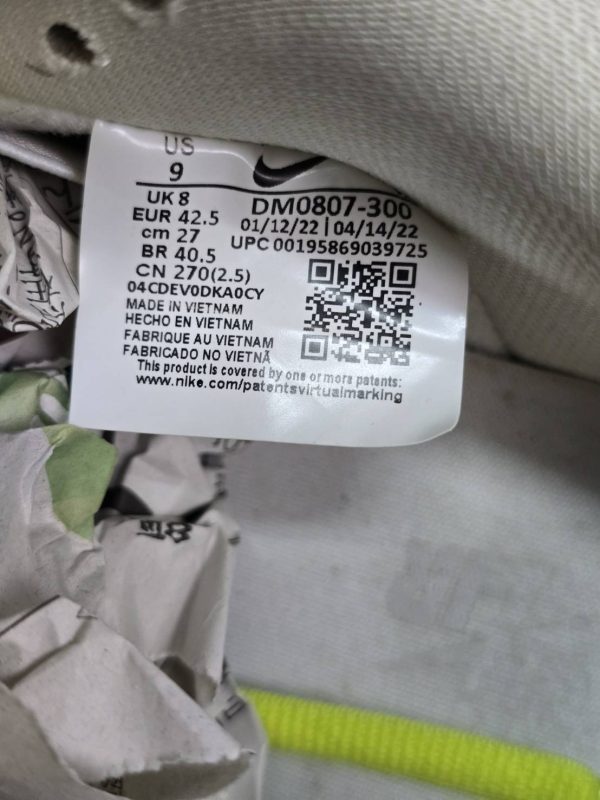 US
9
UK 8
EUR 42.5
cm 27
BR 40.5
CN 270(2.5)
04CDEV0DKA0CY
DM0807-300
01/12/22 | 04/14/22
UPC 00195869039725
MADE IN VIETNAM
HECHO EN VIETNAM
FABRIQUE AU VIETNAM
FABRICADO NO VIETNÃ
This product is covered by one or more patents:
www.nike.com/patentsvirtualmarking